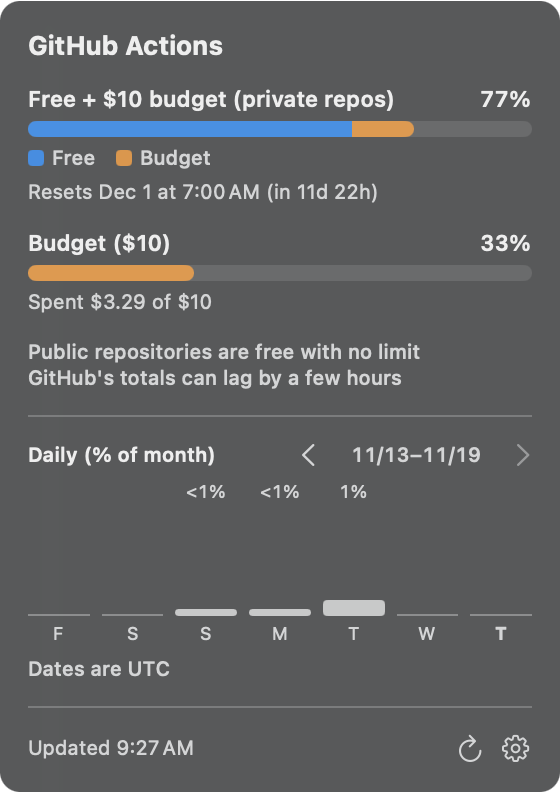 GitHub Actions
Free + $10 budget (private repos) 77%
Free Budget
Resets Dec 1 at 7:00 AM (in 11d 22h)
Budget ($10) 33%
Spent $3.29 of $10
Public repositories are free with no limit
GitHub's totals can lag by a few hours
Daily (% of month) 11/13–11/19
<1% <1% 1%
F S S M T W T
Dates are UTC
Updated 9:27 AM